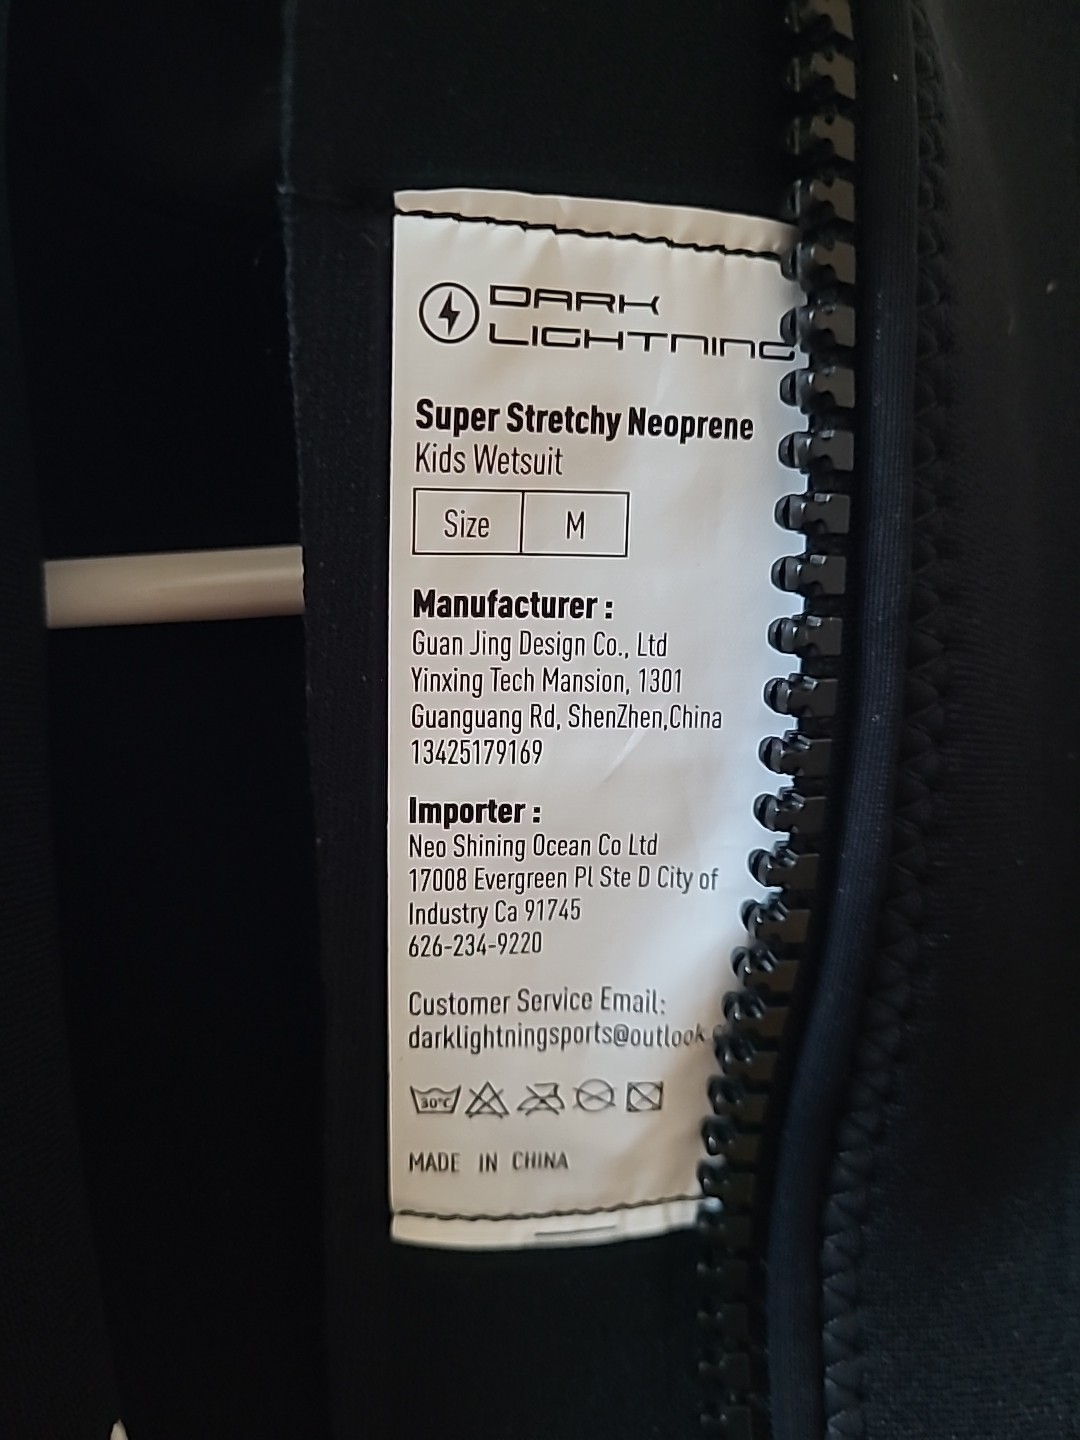 DARK
LIGHTNING
Super Stretchy Neoprene
Kids Wetsuit
Size M
Manufacturer :
Guan Jing Design Co., Ltd
Yinxing Tech Mansion, 1301
Guanguang Rd, ShenZhen,China
13425179169
Importer :
Neo Shining Ocean Co Ltd
17008 Evergreen Pl Ste D City of
Industry Ca 91745
626-234-9220
Customer Service Email:
darklightningsports@outlook
30°C
MADE IN CHINA